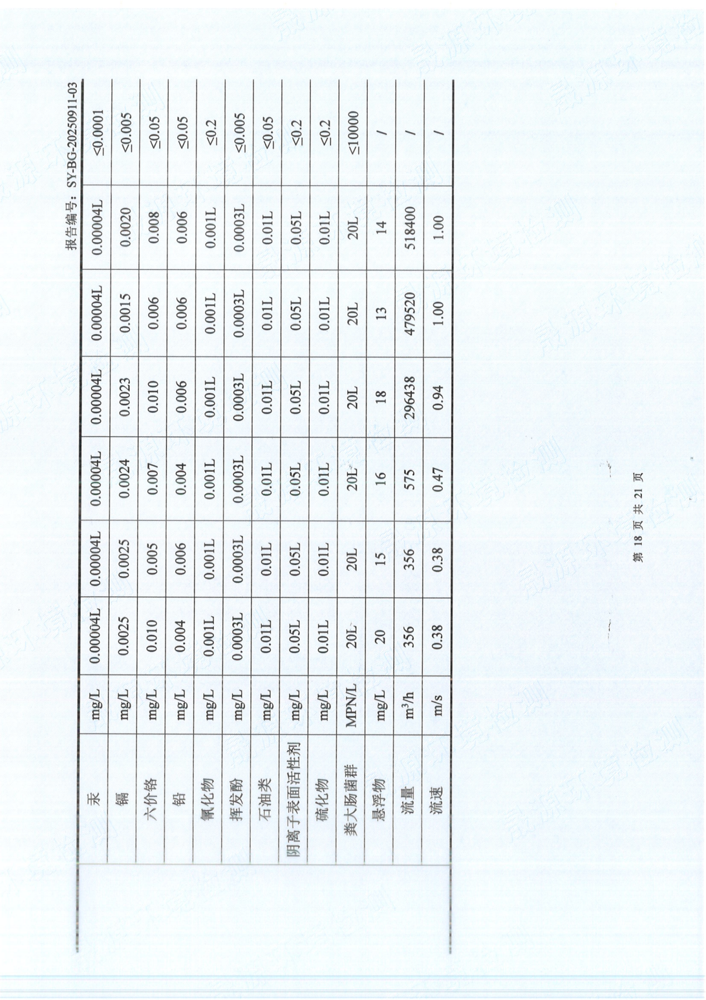 报告编号：SY-BG-20250911-03
汞 mg/L 0.00004L 0.00004L 0.00004L 0.00004L 0.00004L 0.00004L ≤0.0001
镉 mg/L 0.0025 0.0025 0.0024 0.0023 0.0015 0.0020 ≤0.005
六价铬 mg/L 0.010 0.005 0.007 0.010 0.006 0.008 ≤0.05
铅 mg/L 0.004 0.006 0.004 0.006 0.006 0.006 ≤0.05
氰化物 mg/L 0.001L 0.001L 0.001L 0.001L 0.001L 0.001L ≤0.2
挥发酚 mg/L 0.0003L 0.0003L 0.0003L 0.0003L 0.0003L 0.0003L ≤0.005
石油类 mg/L 0.01L 0.01L 0.01L 0.01L 0.01L 0.01L ≤0.05
阴离子表面活性剂 mg/L 0.05L 0.05L 0.05L 0.05L 0.05L 0.05L ≤0.2
硫化物 mg/L 0.01L 0.01L 0.01L 0.01L 0.01L 0.01L ≤0.2
粪大肠菌群 MPN/L 20L 20L 20L 20L 20L 20L ≤10000
悬浮物 mg/L 20 15 16 18 13 14 /
流量 m³/h 356 356 575 296438 479520 518400 /
流速 m/s 0.38 0.38 0.47 0.94 1.00 1.00 /
第 18 页 共 21 页